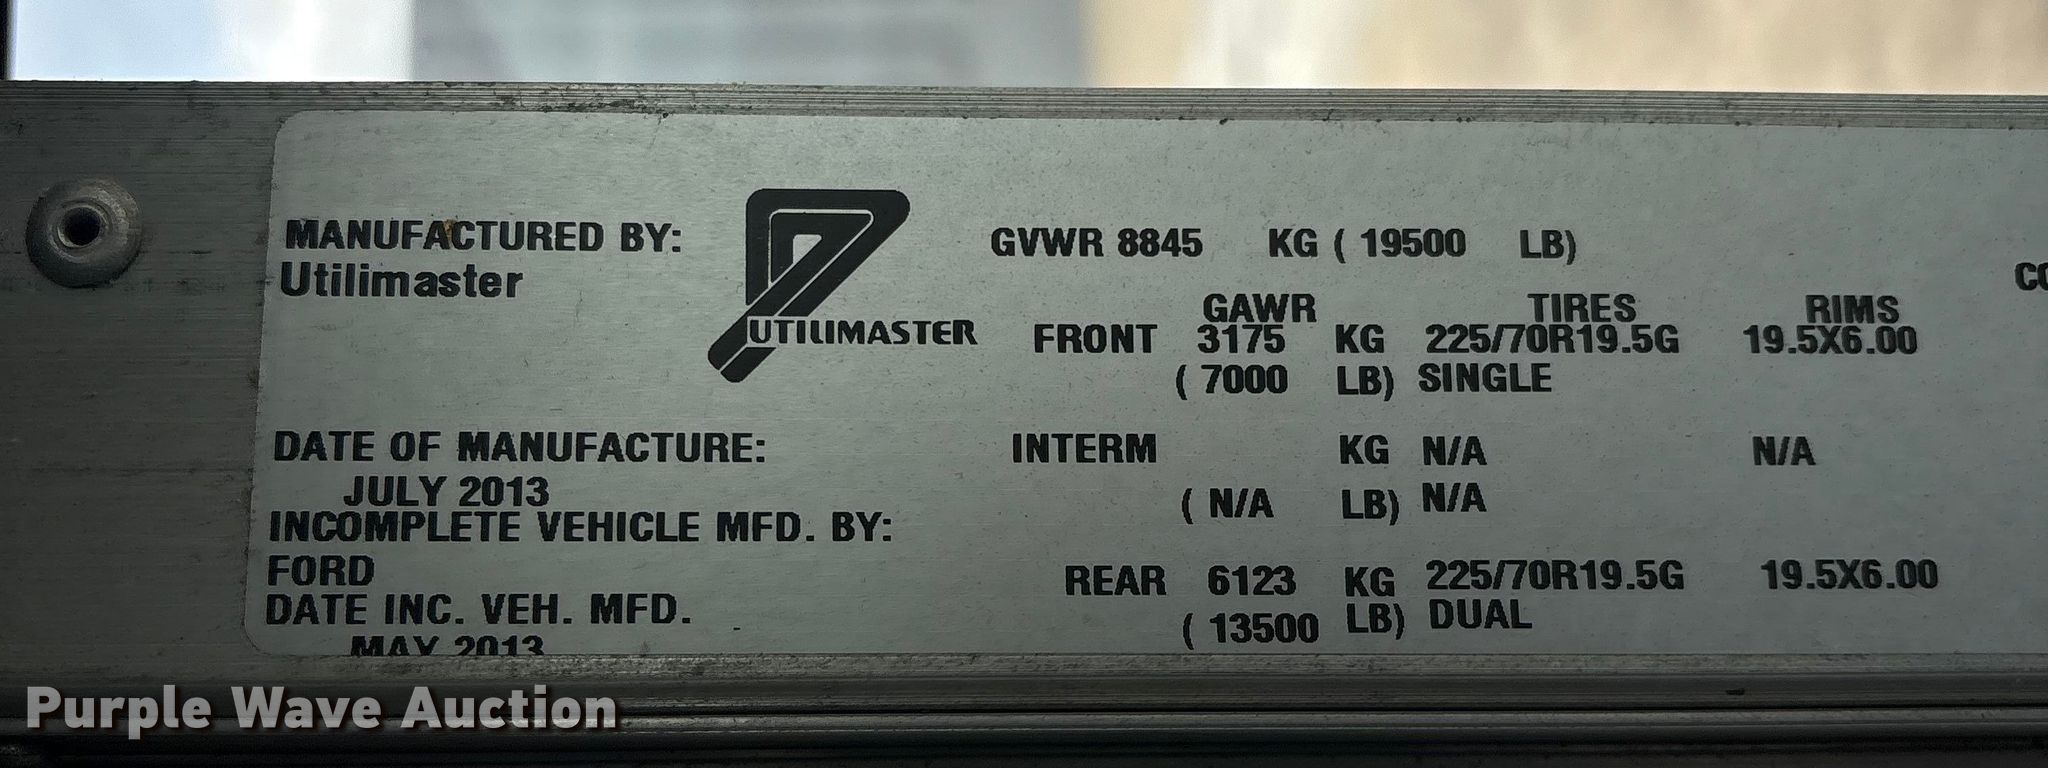 MANUFACTURED BY:
Utilimaster
UTILIMASTER
DATE OF MANUFACTURE:
JULY 2013
INCOMPLETE VEHICLE MFD. BY:
FORD
DATE INC. VEH. MFD.
MAY 2013
GVWR 8845 KG ( 19500 LB)
GAWR TIRES RIMS
FRONT 3175 KG 225/70R19.5G 19.5X6.00
( 7000 LB) SINGLE
INTERM KG N/A N/A
( N/A LB) N/A
REAR 6123 KG 225/70R19.5G 19.5X6.00
( 13500 LB) DUAL
Purple Wave Auction